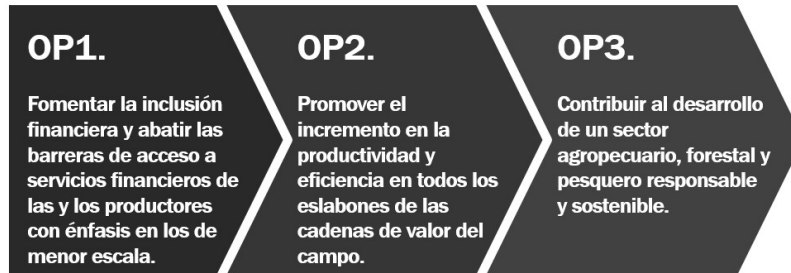 OP1.
Fomentar la inclusión
financiera y abatir las
barreras de acceso a
servicios financieros de
las y los productores
con énfasis en los de
menor escala.
OP2.
Promover el
incremento en la
productividad y
eficiencia en todos los
eslabones de las
cadenas de valor del
campo.
OP3.
Contribuir al desarrollo
de un sector
agropecuario, forestal y
pesquero responsable
y sostenible.